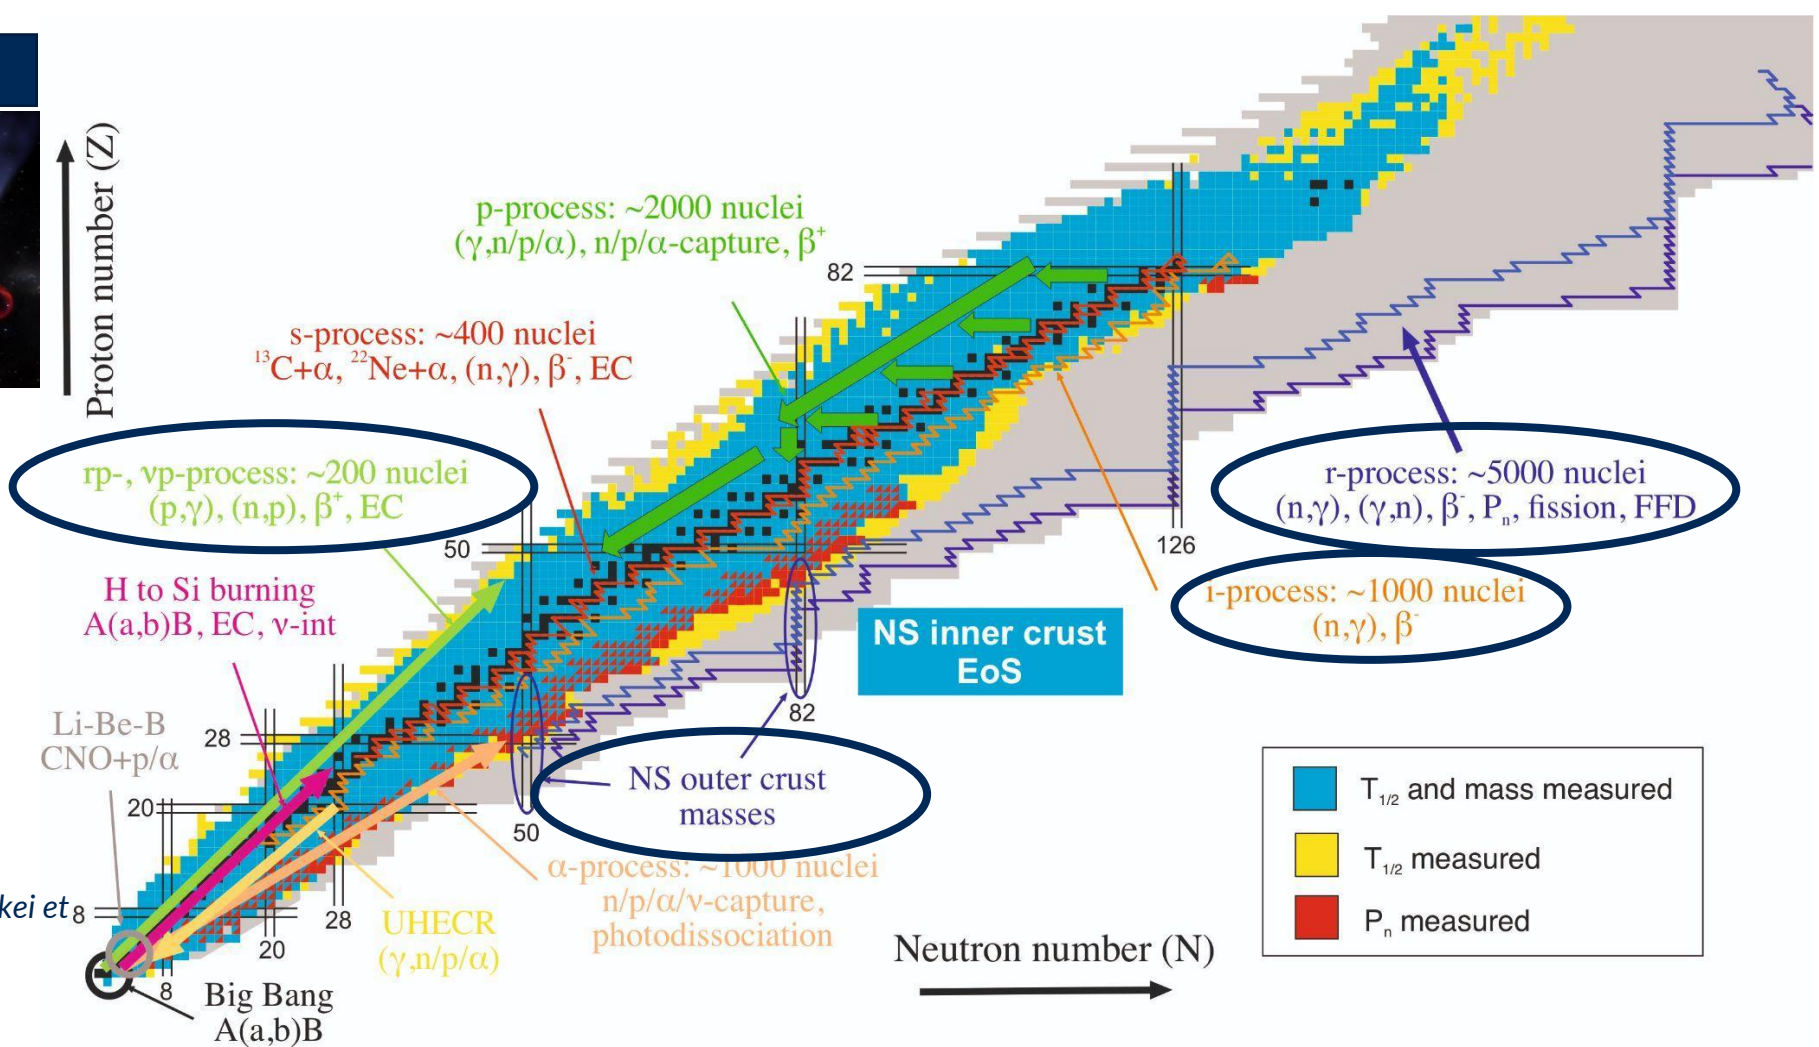 Proton number (Z)
p-process: ~2000 nuclei
(γ,n/p/α), n/p/α-capture, β⁺
82
s-process: ~400 nuclei
¹³C+α, ²²Ne+α, (n,γ), β⁻, EC
rp-, νp-process: ~200 nuclei
(p,γ), (n,p), β⁺, EC
50
H to Si burning
A(a,b)B, EC, ν-int
Li-Be-B
CNO+p/α
28
20
kei et
8
8
20
28
50
82
126
Big Bang
A(a,b)B
UHECR
(γ,n/p/α)
α-process: ~1000 nuclei
n/p/α/ν-capture,
photodissociation
NS outer crust
masses
NS inner crust
EoS
r-process: ~5000 nuclei
(n,γ), (γ,n), β⁻, Pₙ, fission, FFD
i-process: ~1000 nuclei
(n,γ), β⁻
Neutron number (N)
T₁/₂ and mass measured
T₁/₂ measured
Pₙ measured